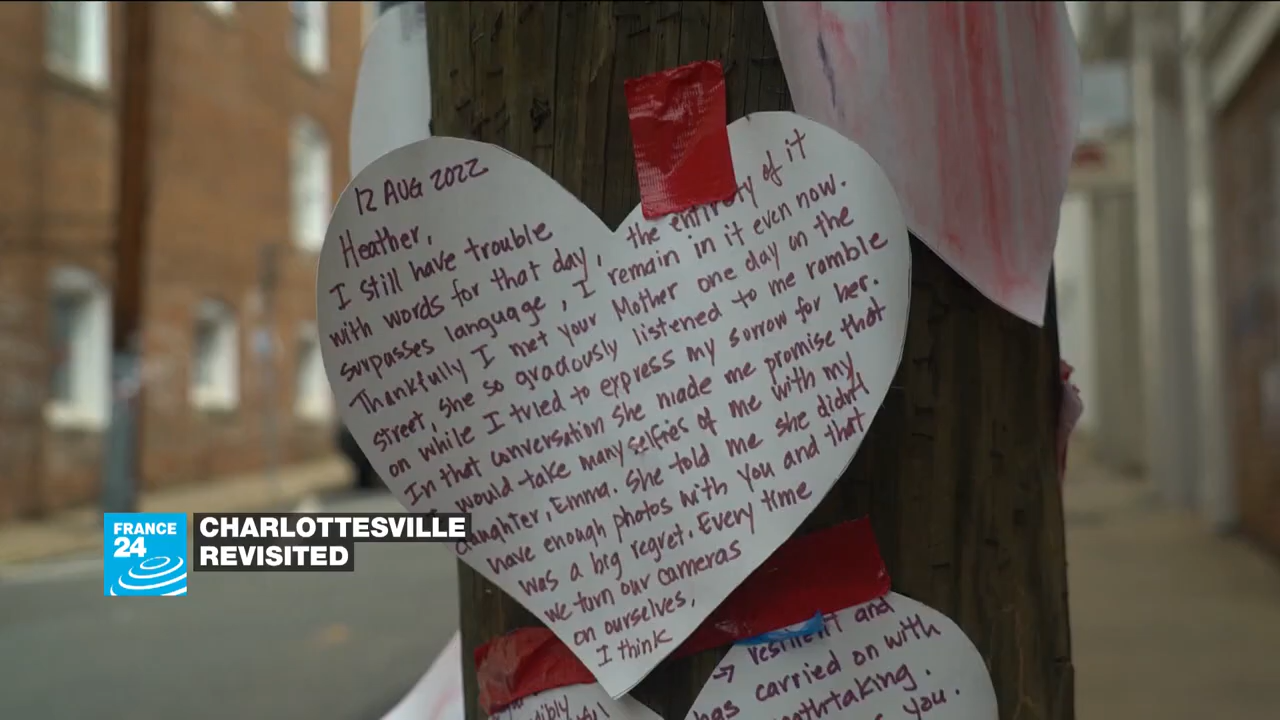 12 AUG 2022
Heather,
I still have trouble
with words for that day, the entirety of it
surpasses language, I remain in it even now.
Thankfully I met your Mother one day on the
street, she so graciously listened to me ramble
on while I tried to express my sorrow for her.
In that conversation she made me promise that
I would take many selfies of me with my
daughter, Emma. She told me she didn't
have enough photos with you and that
was a big regret. Every time
we turn our cameras
on ourselves,
I think
→ resilient and
has carried on with
you.
FRANCE
24
CHARLOTTESVILLE
REVISITED